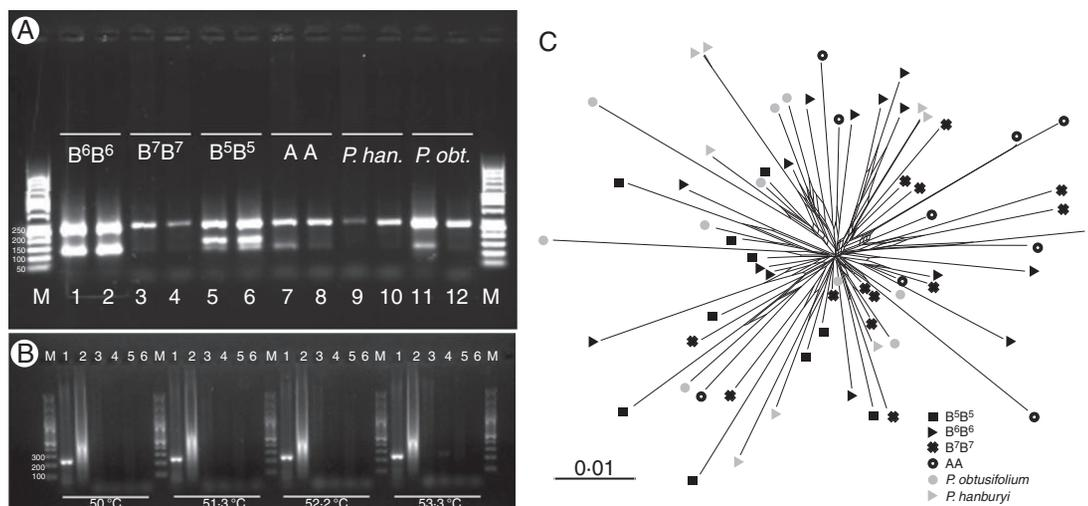 A
B⁶B⁶ B⁷B⁷ B⁵B⁵ A A P. han. P. obt.
250
200
150
100
50
M 1 2 3 4 5 6 7 8 9 10 11 12 M
B
M 1 2 3 4 5 6 M 1 2 3 4 5 6 M 1 2 3 4 5 6 M 1 2 3 4 5 6 M
300
200
100
50 °C 51·3 °C 52·2 °C 53·3 °C
C
B⁵B⁵
B⁶B⁶
B⁷B⁷
AA
P. obtusifolium
P. hanburyi
0·01